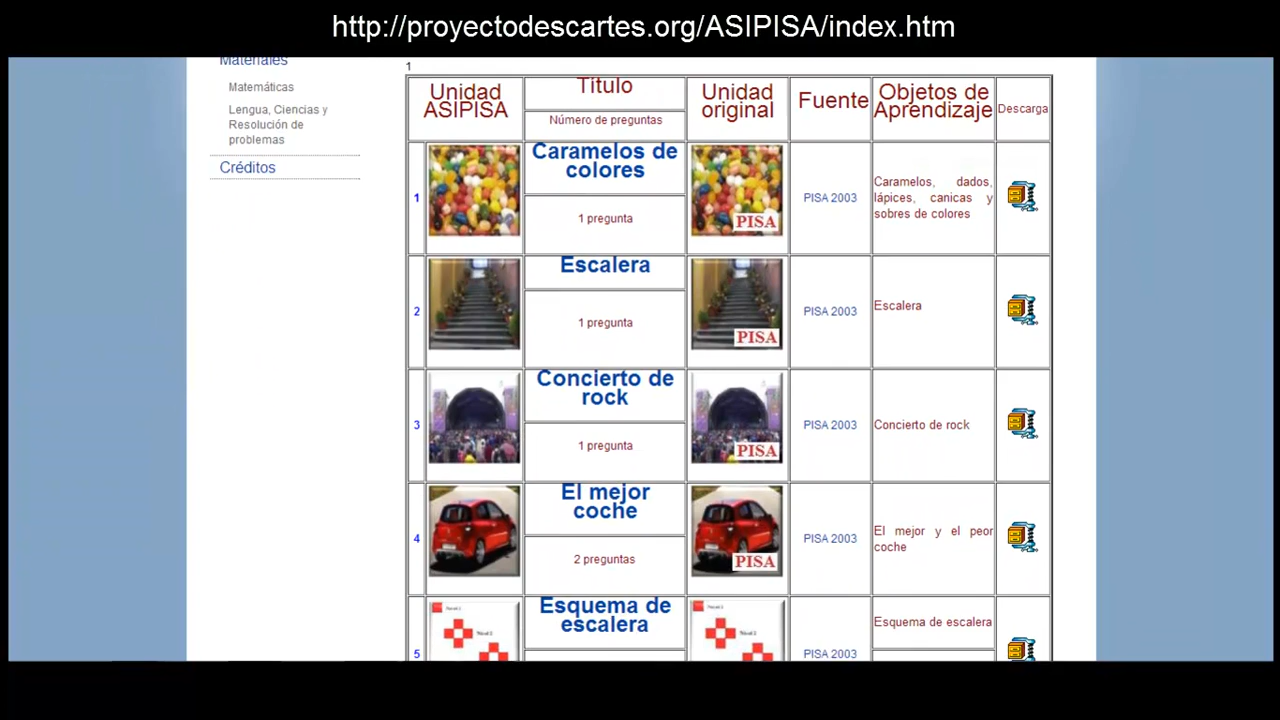 http://proyectodescartes.org/ASIPISA/index.htm
Materiales
Matemáticas
Lengua, Ciencias y
Resolución de
problemas
Créditos
1
Unidad
ASIPISA
Título
Número de preguntas
Unidad
original
Fuente
Objetos de
Aprendizaje
Descarga
1
Caramelos de
colores
1 pregunta
PISA
PISA 2003
Caramelos, dados,
lápices, canicas y
sobres de colores
2
Escalera
1 pregunta
PISA
PISA 2003
Escalera
3
Concierto de
rock
1 pregunta
PISA
PISA 2003
Concierto de rock
4
El mejor
coche
2 preguntas
PISA
PISA 2003
El mejor y el peor
coche
5
Esquema de
escalera
PISA 2003
Esquema de escalera